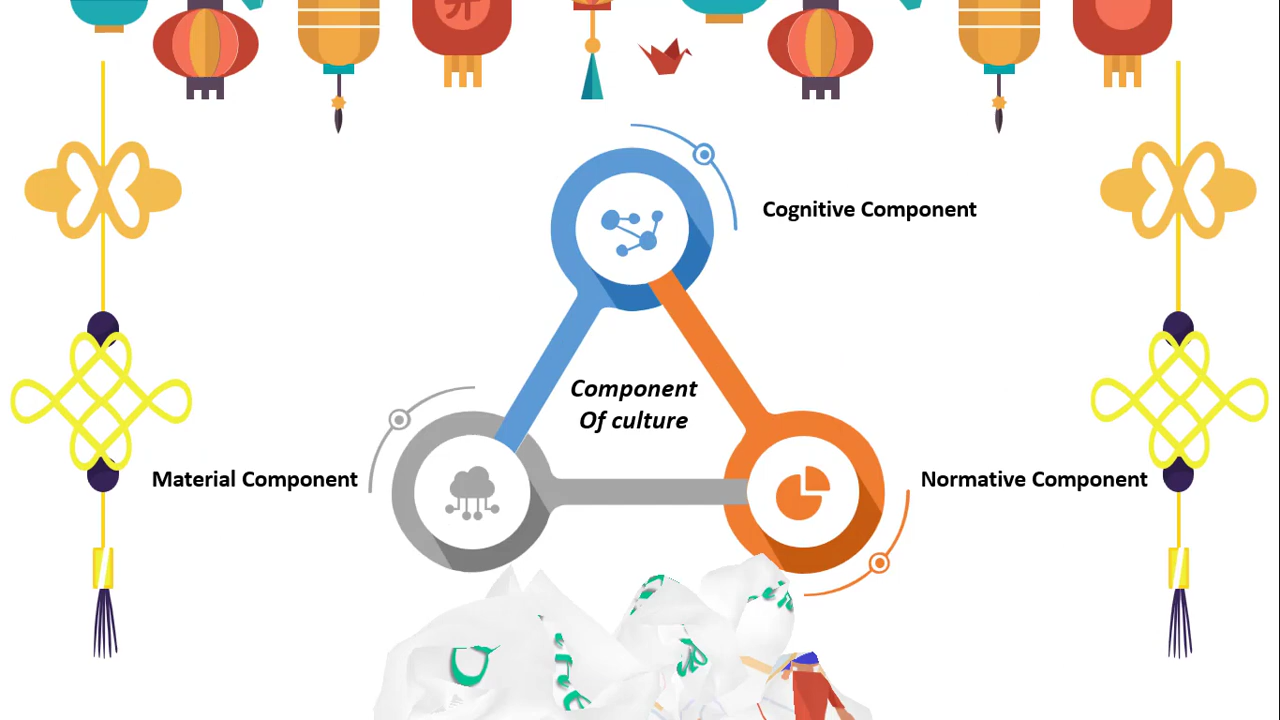 Cognitive Component
Component
Of culture
Material Component
Normative Component